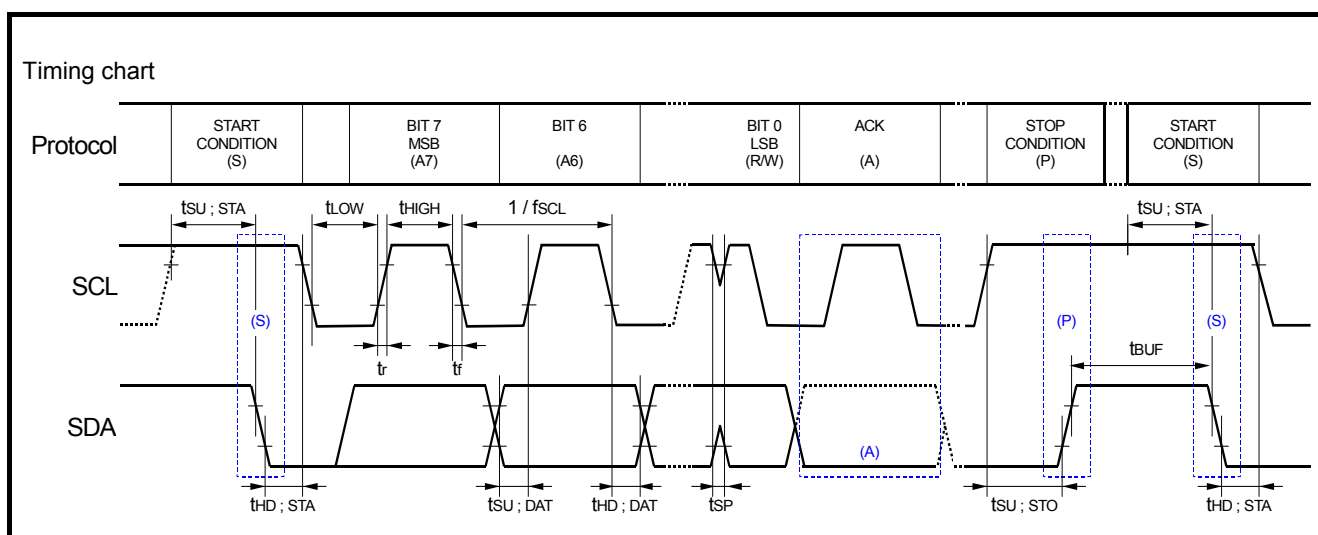 Timing chart
Protocol
START
CONDITION
(S)
BIT 7
MSB
(A7)
BIT 6
(A6)
BIT 0
LSB
(R/W)
ACK
(A)
STOP
CONDITION
(P)
START
CONDITION
(S)
tSU ; STA
tLOW
tHIGH
1 / fSCL
tSU ; STA
SCL
(S)
(P)
(S)
tr
tf
tBUF
SDA
(A)
tHD ; STA
tSU ; DAT
tHD ; DAT
tSP
tSU ; STO
tHD ; STA